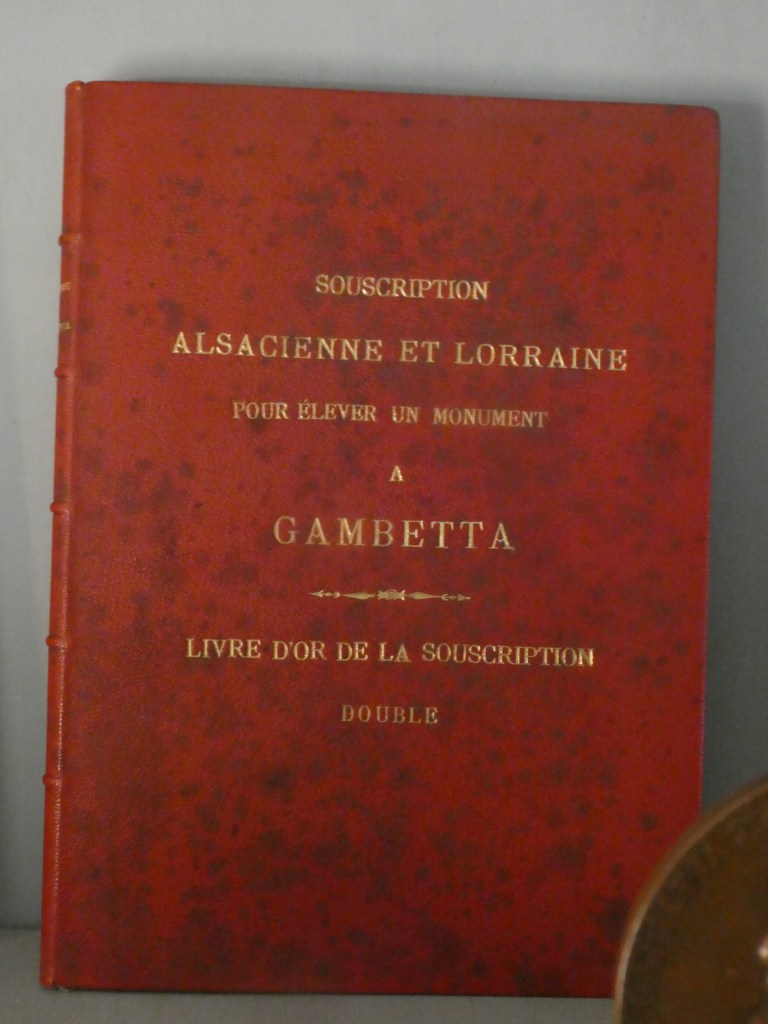 SOUSCRIPTION
ALSACIENNE ET LORRAINE
POUR ÉLEVER UN MONUMENT
A
GAMBETTA
LIVRE D'OR DE LA SOUSCRIPTION
DOUBLE